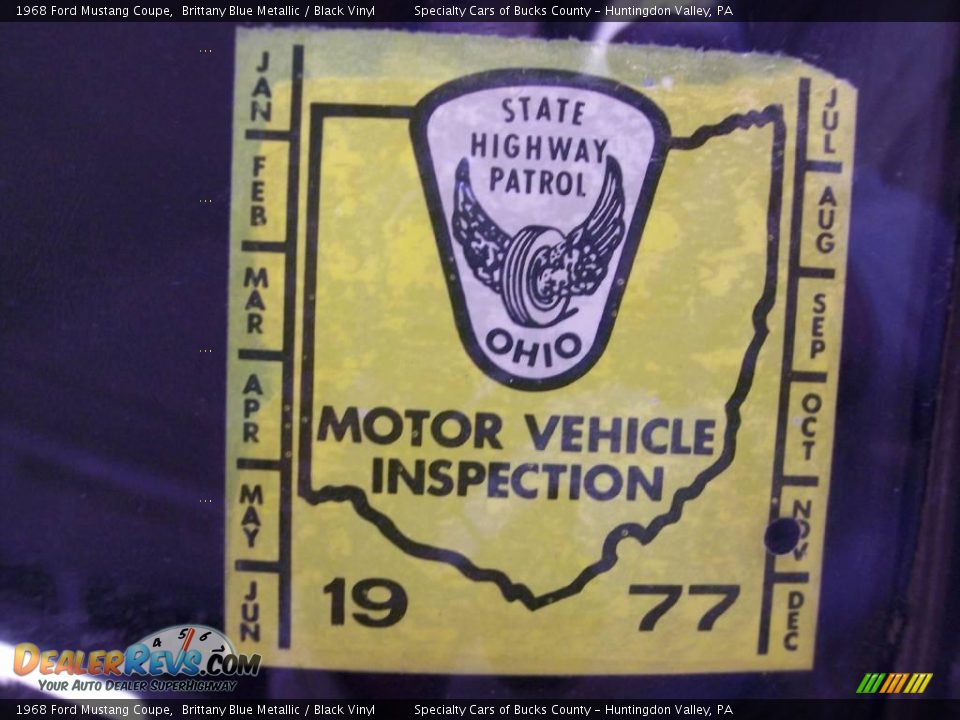 1968 Ford Mustang Coupe, Brittany Blue Metallic / Black Vinyl Specialty Cars of Bucks County - Huntingdon Valley, PA
JAN
FEB
MAR
APR
MAY
JUN
STATE
HIGHWAY
PATROL
OHIO
MOTOR VEHICLE
INSPECTION
19 77
JUL
AUG
SEP
OCT
NOV
DEC
4 5 6
DEALERREVS.COM
YOUR AUTO DEALER SUPERHIGHWAY
1968 Ford Mustang Coupe, Brittany Blue Metallic / Black Vinyl Specialty Cars of Bucks County - Huntingdon Valley, PA